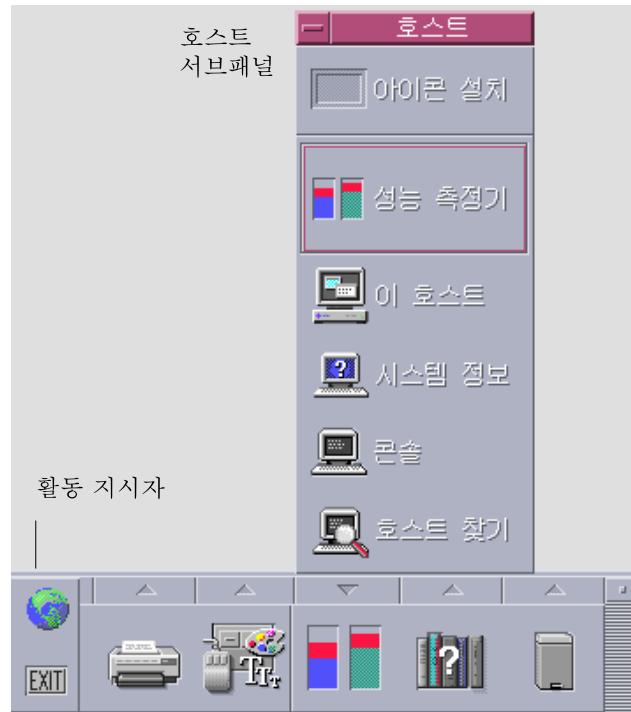 호스트
서브패널
호스트
아이콘 설치
성능 측정기
이 호스트
시스템 정보
콘솔
호스트 찾기
활동 지시자
?
?
EXIT